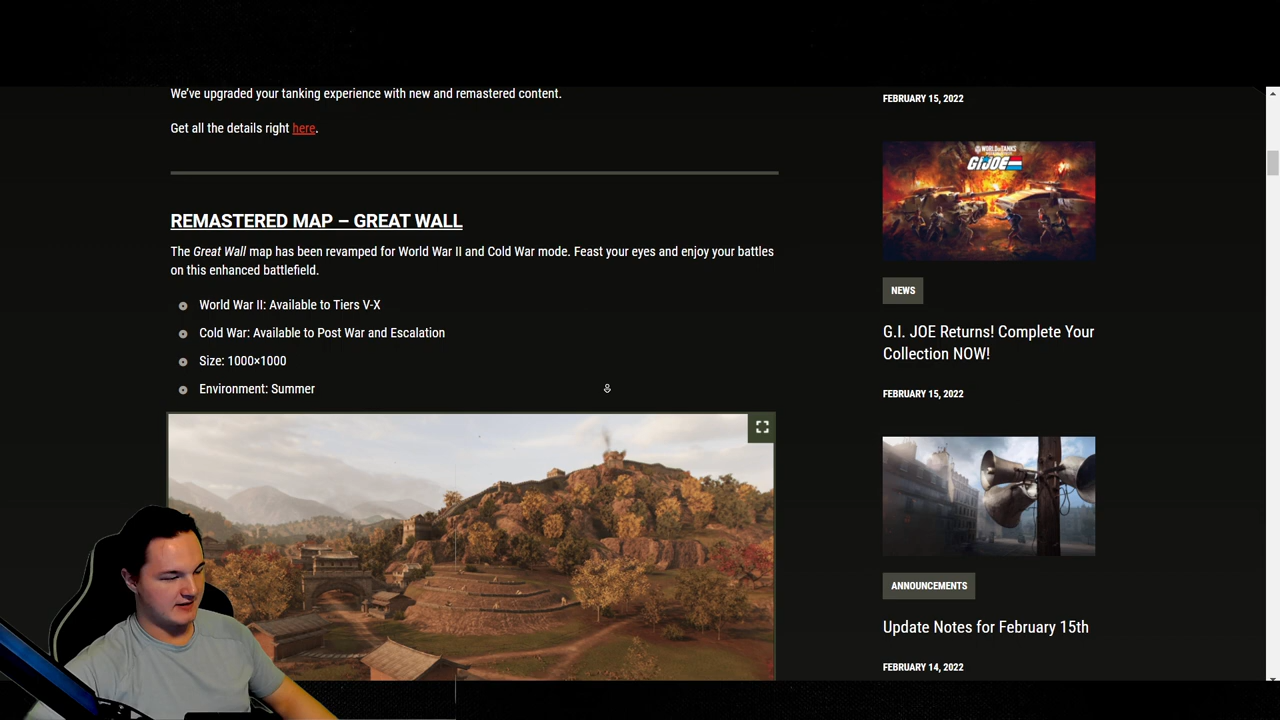 We've upgraded your tanking experience with new and remastered content.
Get all the details right here.
REMASTERED MAP – GREAT WALL
The Great Wall map has been revamped for World War II and Cold War mode. Feast your eyes and enjoy your battles
on this enhanced battlefield.
World War II: Available to Tiers V-X
Cold War: Available to Post War and Escalation
Size: 1000×1000
Environment: Summer
FEBRUARY 15, 2022
WORLD OF TANKS
GIJOE
NEWS
G.I. JOE Returns! Complete Your
Collection NOW!
FEBRUARY 15, 2022
ANNOUNCEMENTS
Update Notes for February 15th
FEBRUARY 14, 2022